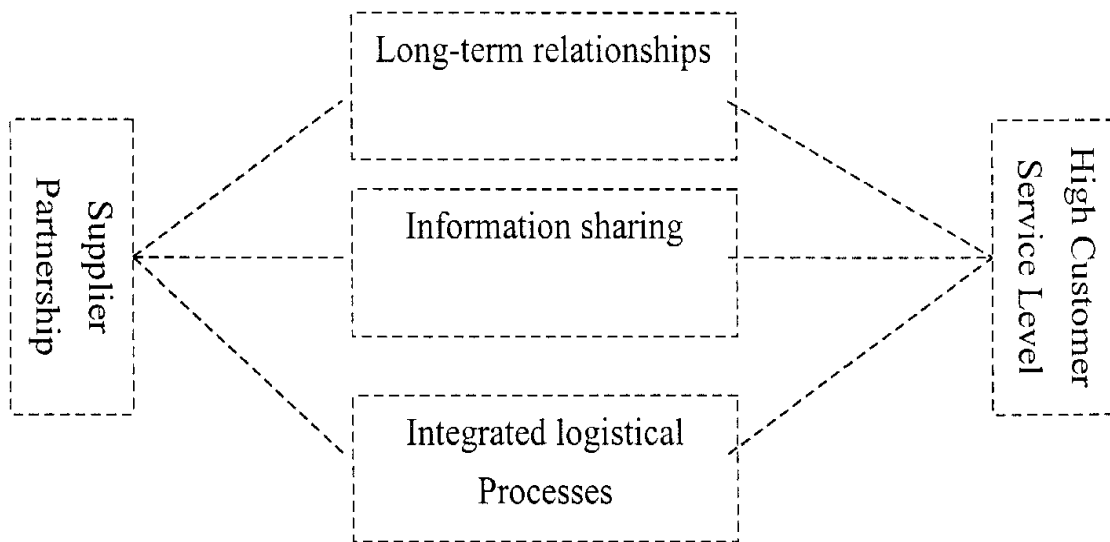 Long-term relationships
Supplier
Partnership
Information sharing
High Customer
Service Level
Integrated logistical
Processes